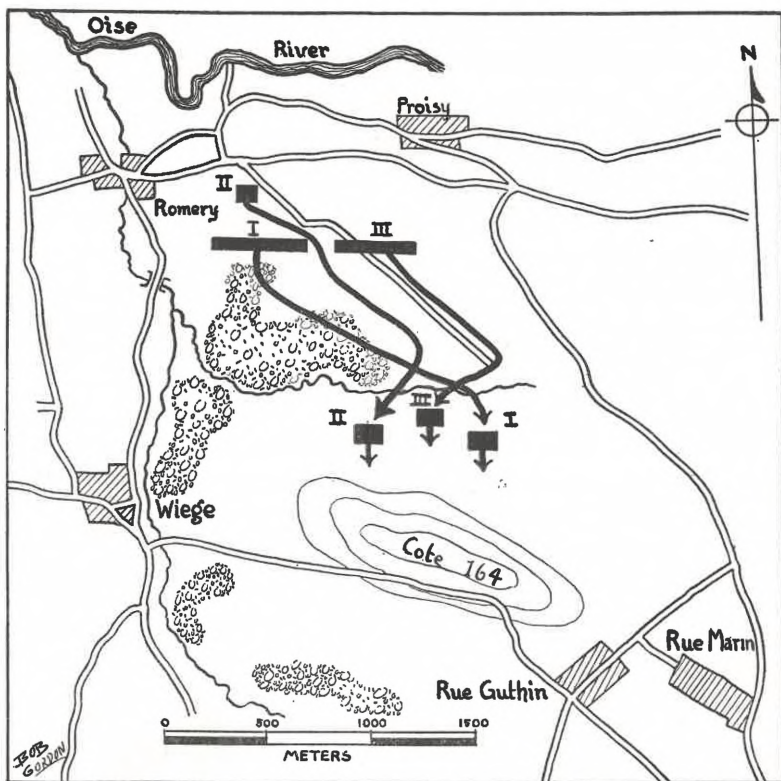 Oise
River
N
Proisy
II
Romery
I
III
II
III
I
Wiege
Cote 164
Rue Marin
Rue Guthin
0 500 1000 1500
METERS
BOB
GORDON